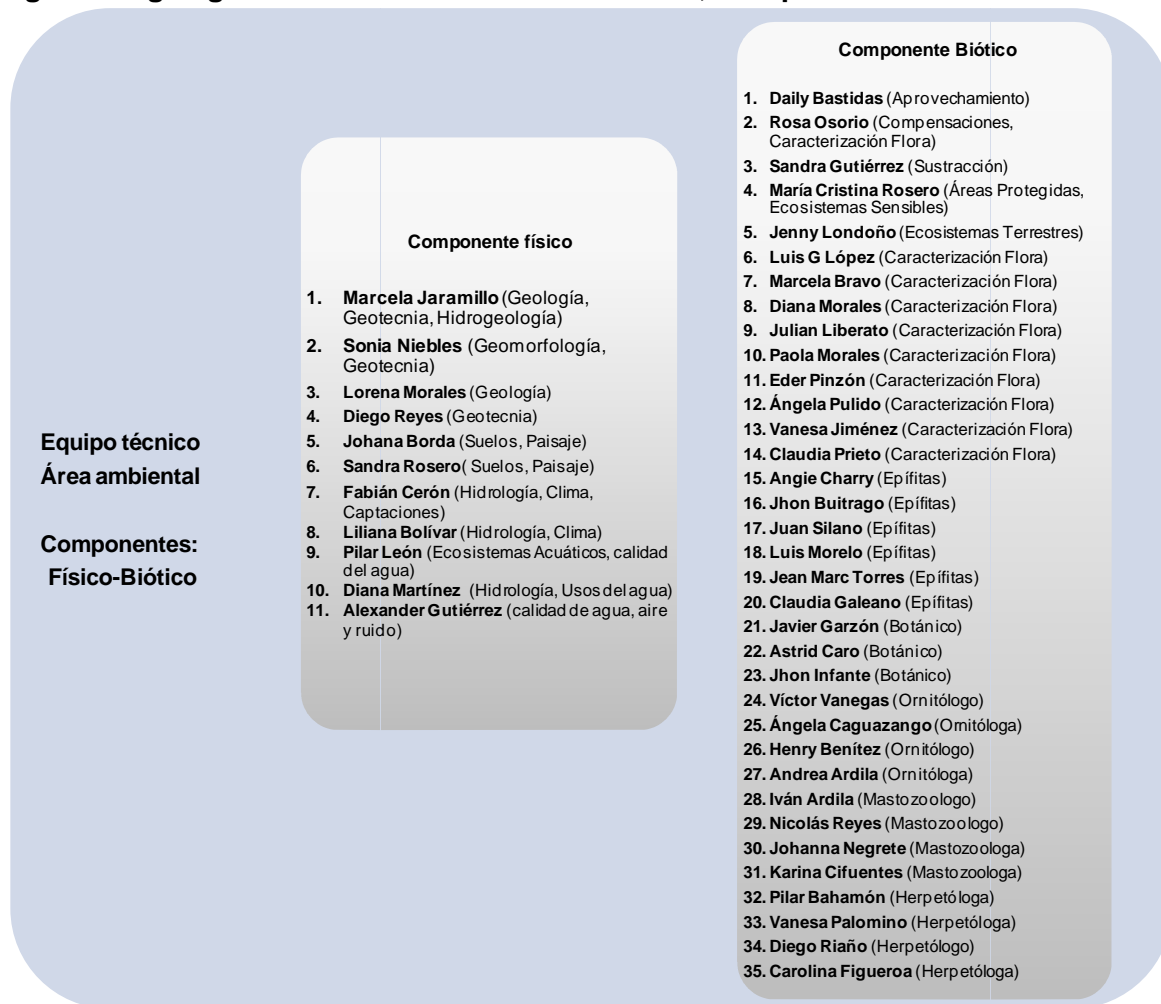 Equipo técnico
Área ambiental
Componentes:
Físico-Biótico
Componente físico
1. Marcela Jaramillo (Geología,
Geotecnia, Hidrogeología)
2. Sonia Niebles (Geomorfología,
Geotecnia)
3. Lorena Morales (Geología)
4. Diego Reyes (Geotecnia)
5. Johana Borda (Suelos, Paisaje)
6. Sandra Rosero( Suelos, Paisaje)
7. Fabián Cerón (Hidrología, Clima,
Captaciones)
8. Liliana Bolívar (Hidrología, Clima)
9. Pilar León (Ecosistemas Acuáticos, calidad
del agua)
10. Diana Martínez (Hidrología, Usos del agua)
11. Alexander Gutiérrez (calidad de agua, aire
y ruido)
Componente Biótico
1. Daily Bastidas (Aprovechamiento)
2. Rosa Osorio (Compensaciones,
Caracterización Flora)
3. Sandra Gutiérrez (Sustracción)
4. María Cristina Rosero (Áreas Protegidas,
Ecosistemas Sensibles)
5. Jenny Londoño (Ecosistemas Terrestres)
6. Luis G López (Caracterización Flora)
7. Marcela Bravo (Caracterización Flora)
8. Diana Morales (Caracterización Flora)
9. Julian Liberato (Caracterización Flora)
10. Paola Morales (Caracterización Flora)
11. Eder Pinzón (Caracterización Flora)
12. Ángela Pulido (Caracterización Flora)
13. Vanesa Jiménez (Caracterización Flora)
14. Claudia Prieto (Caracterización Flora)
15. Angie Charry (Epífitas)
16. Jhon Buitrago (Epífitas)
17. Juan Silano (Epífitas)
18. Luis Morelo (Epífitas)
19. Jean Marc Torres (Epífitas)
20. Claudia Galeano (Epífitas)
21. Javier Garzón (Botánico)
22. Astrid Caro (Botánico)
23. Jhon Infante (Botánico)
24. Víctor Vanegas (Ornitólogo)
25. Ángela Caguazango (Ornitóloga)
26. Henry Benítez (Ornitólogo)
27. Andrea Ardila (Ornitóloga)
28. Iván Ardila (Mastozoologo)
29. Nicolás Reyes (Mastozoologo)
30. Johanna Negrete (Mastozoologa)
31. Karina Cifuentes (Mastozoologa)
32. Pilar Bahamón (Herpetóloga)
33. Vanesa Palomino (Herpetóloga)
34. Diego Riaño (Herpetólogo)
35. Carolina Figueroa (Herpetóloga)